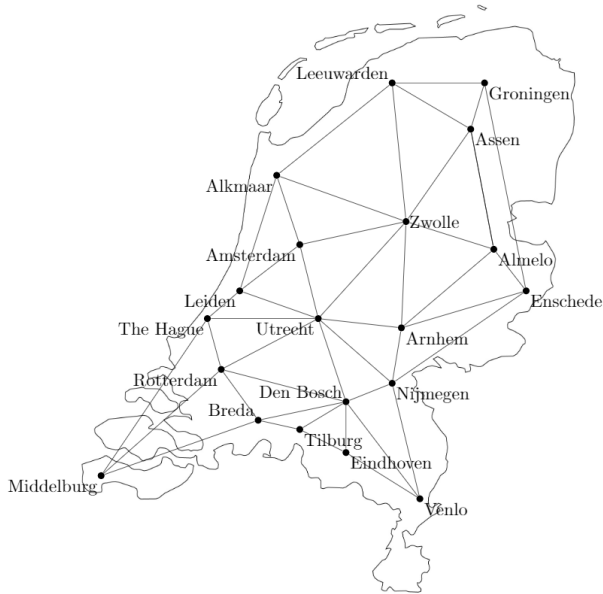 Leeuwarden
Groningen
Assen
Alkmaar
Zwolle
Amsterdam
Almelo
Leiden
Enschede
The Hague
Utrecht
Arnhem
Rotterdam
Den Bosch
Nijmegen
Breda
Tilburg
Eindhoven
Middelburg
Venlo